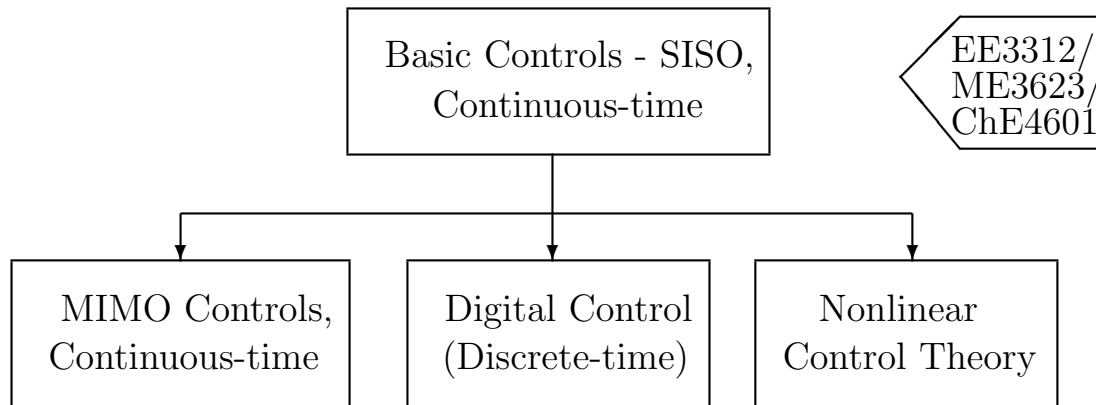 Basic Controls - SISO,
Continuous-time
EE3312/
ME3623/
ChE4601
MIMO Controls,
Continuous-time
Digital Control
(Discrete-time)
Nonlinear
Control Theory